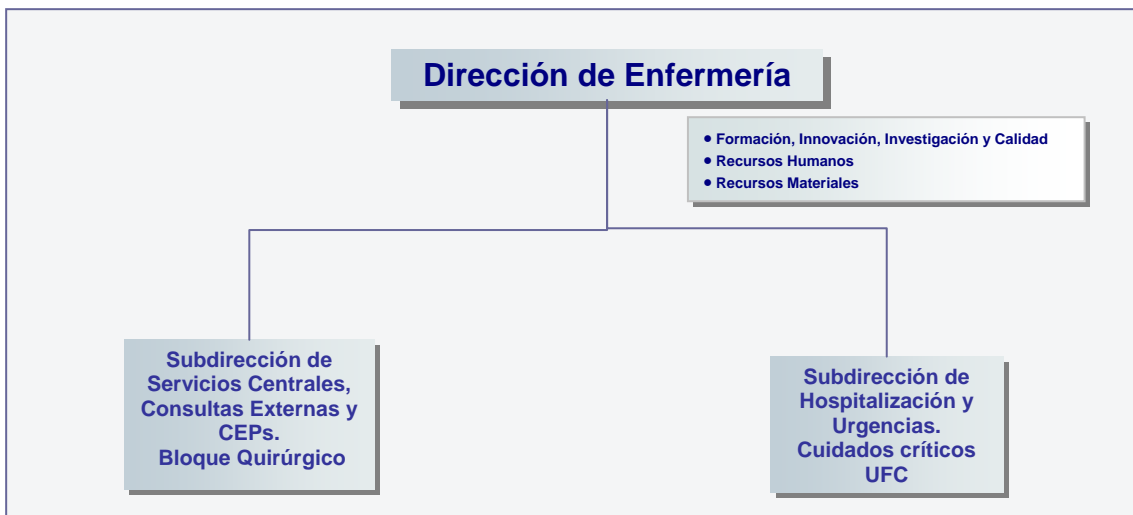 Dirección de Enfermería
• Formación, Innovación, Investigación y Calidad
• Recursos Humanos
• Recursos Materiales
Subdirección de
Servicios Centrales,
Consultas Externas y
CEPs.
Bloque Quirúrgico
Subdirección de
Hospitalización y
Urgencias.
Cuidados críticos
UFC